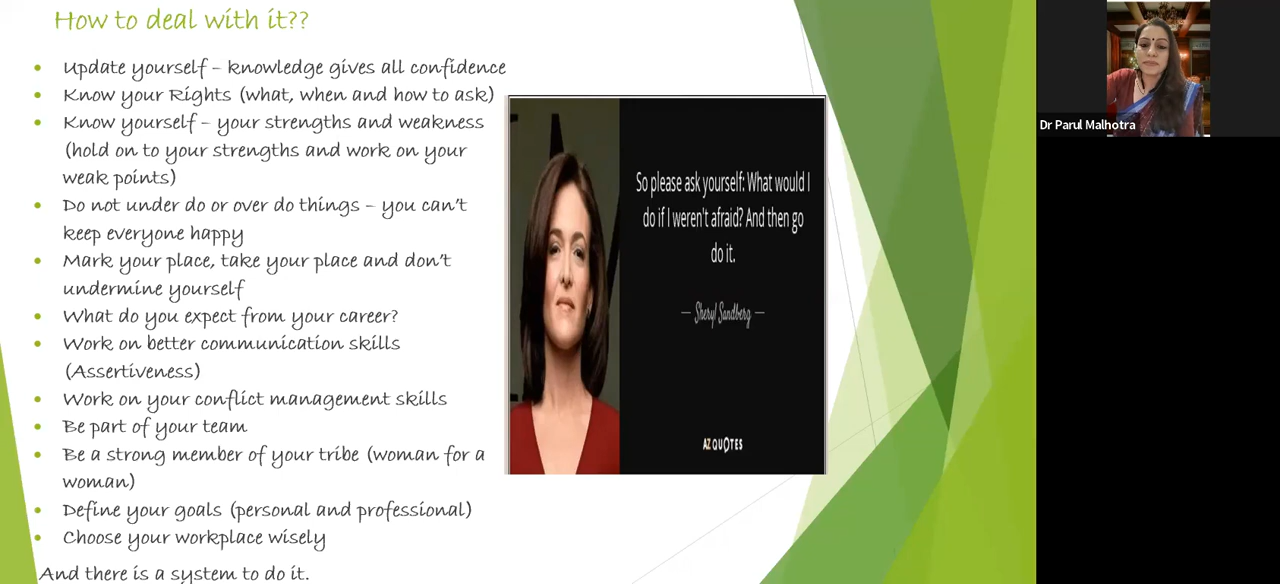 How to deal with it??
Update yourself – knowledge gives all confidence
Know your Rights (what, when and how to ask)
Know yourself – your strengths and weakness
(hold on to your strengths and work on your
weak points)
Do not under do or over do things – you can't
keep everyone happy
Mark your place, take your place and don't
undermine yourself
What do you expect from your career?
Work on better communication skills
(Assertiveness)
Work on your conflict management skills
Be part of your team
Be a strong member of your tribe (woman for a
woman)
Define your goals (personal and professional)
Choose your workplace wisely
And there is a system to do it.
So please ask yourself: What would I
do if I weren't afraid? And then go
do it.
— Sheryl Sandberg —
AZ QUOTES
Dr Parul Malhotra